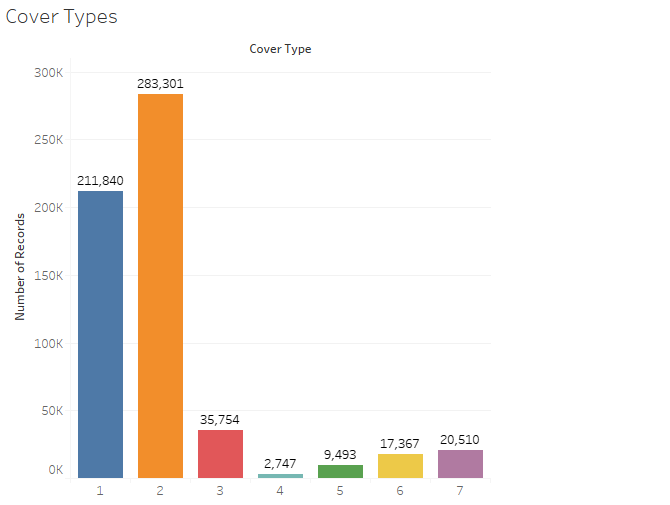 Cover Types
Cover Type
300K
250K
200K
150K
100K
50K
0K
Number of Records
211,840
283,301
35,754
2,747
9,493
17,367
20,510
1
2
3
4
5
6
7